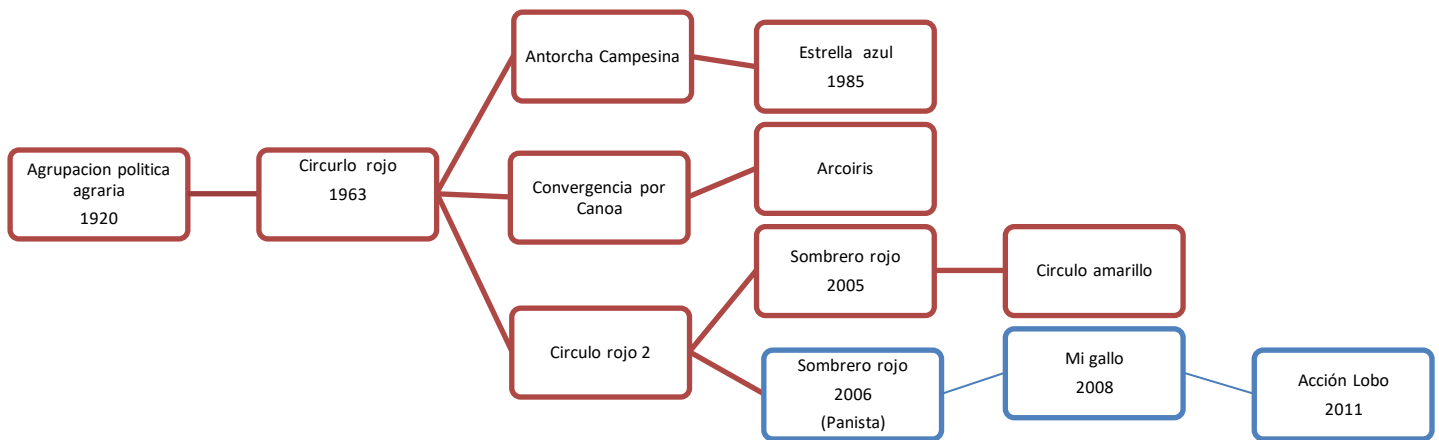 Agrupacion politica
agraria
1920
Circurlo rojo
1963
Antorcha Campesina
Estrella azul
1985
Convergencia por
Canoa
Arcoiris
Circulo rojo 2
Sombrero rojo
2005
Circulo amarillo
Sombrero rojo
2006
(Panista)
Mi gallo
2008
Acción Lobo
2011